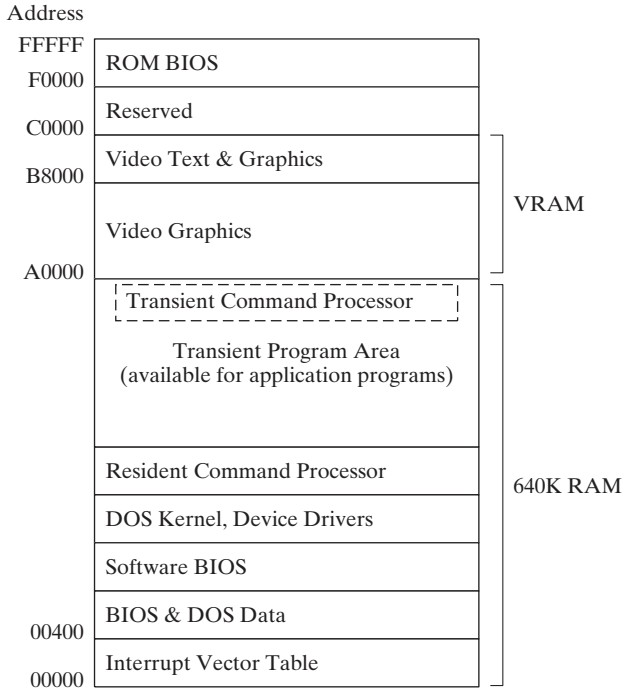 Address
FFFFF
ROM BIOS
F0000
Reserved
C0000
Video Text & Graphics
B8000
VRAM
Video Graphics
A0000
Transient Command Processor
Transient Program Area
(available for application programs)
Resident Command Processor
640K RAM
DOS Kernel, Device Drivers
Software BIOS
BIOS & DOS Data
00400
Interrupt Vector Table
00000